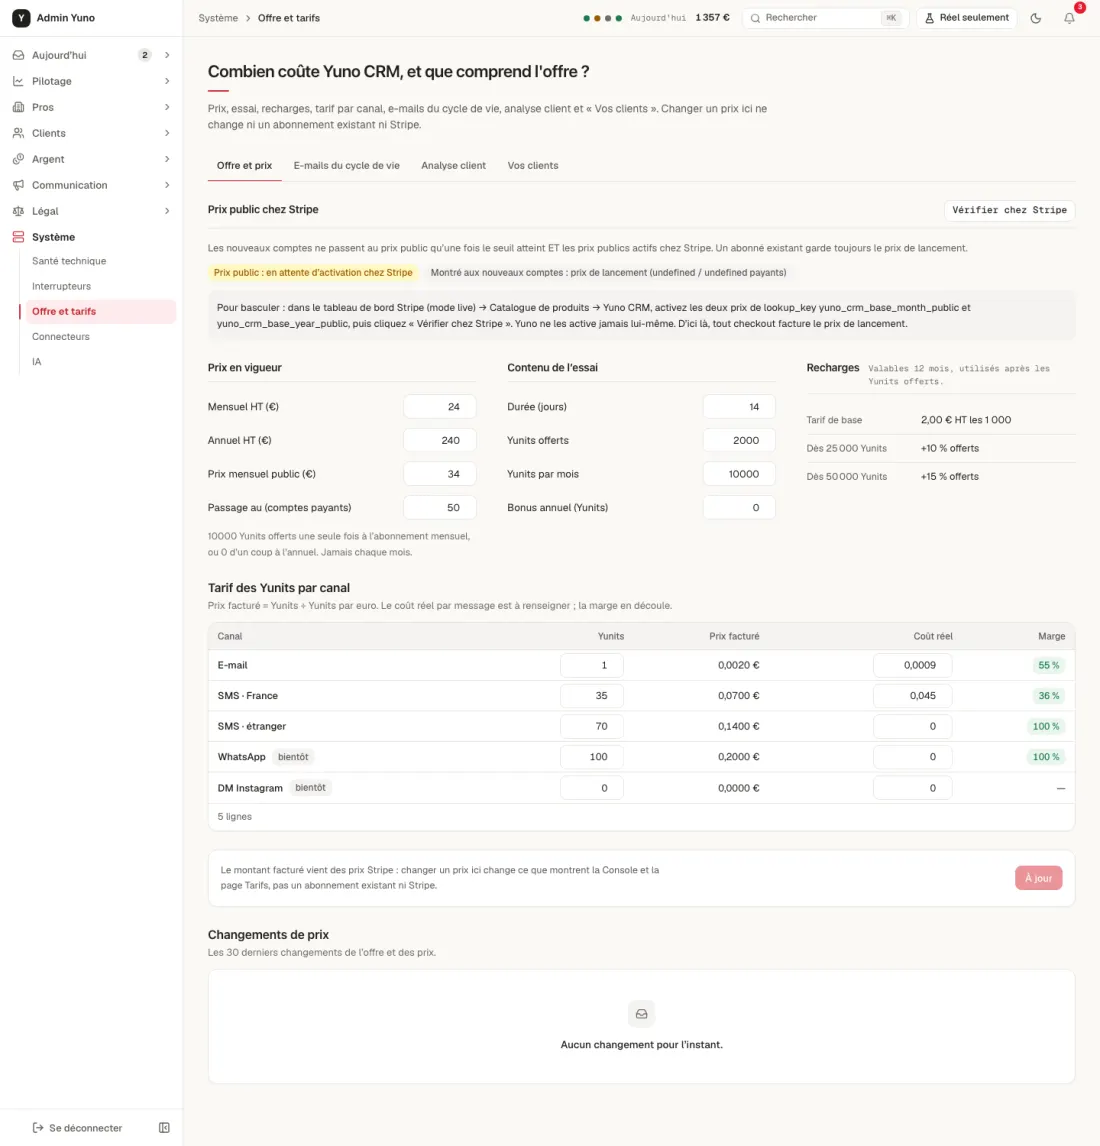 Y Admin Yuno
Système > Offre et tarifs
Aujourd'hui 1 357 €
Rechercher ⌘K
Réel seulement
3
Aujourd'hui 2
Pilotage
Pros
Clients
Argent
Communication
Légal
Système
Santé technique
Interrupteurs
Offre et tarifs
Connecteurs
IA
Se déconnecter
Combien coûte Yuno CRM, et que comprend l'offre ?
Prix, essai, recharges, tarif par canal, e-mails du cycle de vie, analyse client et « Vos clients ». Changer un prix ici ne
change ni un abonnement existant ni Stripe.
Offre et prix E-mails du cycle de vie Analyse client Vos clients
Prix public chez Stripe
Vérifier chez Stripe
Les nouveaux comptes ne passent au prix public qu'une fois le seuil atteint ET les prix publics actifs chez Stripe. Un abonné existant garde toujours le prix de lancement.
Prix public : en attente d'activation chez Stripe Montré aux nouveaux comptes : prix de lancement (undefined / undefined payants)
Pour basculer : dans le tableau de bord Stripe (mode live) → Catalogue de produits → Yuno CRM, activez les deux prix de lookup_key yuno_crm_base_month_public et
yuno_crm_base_year_public, puis cliquez « Vérifier chez Stripe ». Yuno ne les active jamais lui-même. D'ici là, tout checkout facture le prix de lancement.
Prix en vigueur
Mensuel HT (€) 24
Annuel HT (€) 240
Prix mensuel public (€) 34
Passage au (comptes payants) 50
10000 Yunits offerts une seule fois à l'abonnement mensuel,
ou 0 d'un coup à l'annuel. Jamais chaque mois.
Contenu de l'essai
Durée (jours) 14
Yunits offerts 2000
Yunits par mois 10000
Bonus annuel (Yunits) 0
Recharges Valables 12 mois, utilisés après les
Yunits offerts.
Tarif de base 2,00 € HT les 1 000
Dès 25 000 Yunits +10 % offerts
Dès 50 000 Yunits +15 % offerts
Tarif des Yunits par canal
Prix facturé = Yunits ÷ Yunits par euro. Le coût réel par message est à renseigner ; la marge en découle.
Canal Yunits Prix facturé Coût réel Marge
E-mail 1 0,0020 € 0,0009 55 %
SMS · France 35 0,0700 € 0,045 36 %
SMS · étranger 70 0,1400 € 0 100 %
WhatsApp bientôt 100 0,2000 € 0 100 %
DM Instagram bientôt 0 0,0000 € 0 —
5 lignes
Le montant facturé vient des prix Stripe : changer un prix ici change ce que montrent la Console et la
page Tarifs, pas un abonnement existant ni Stripe.
À jour
Changements de prix
Les 30 derniers changements de l'offre et des prix.
Aucun changement pour l'instant.